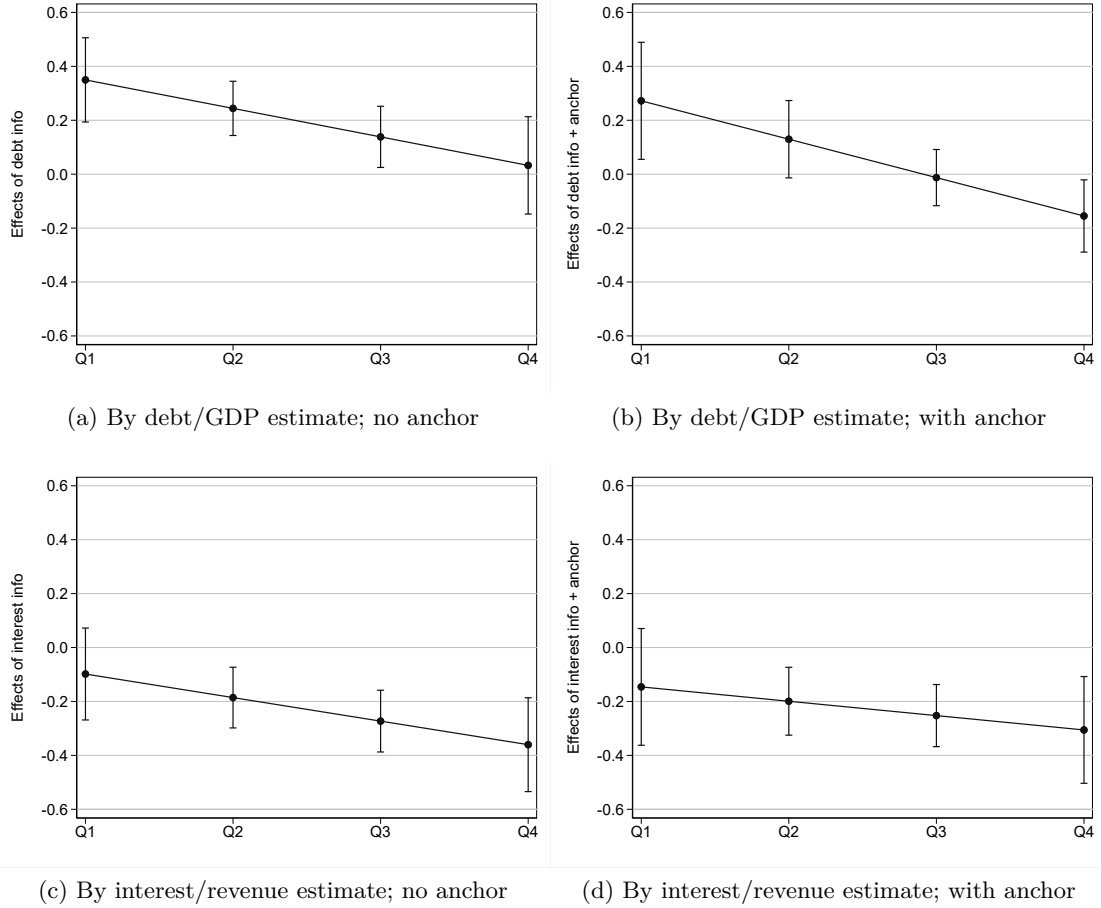 0.6
0.4
0.2
0.0
-0.2
-0.4
-0.6
Effects of debt info
Q1 Q2 Q3 Q4
(a) By debt/GDP estimate; no anchor
0.6
0.4
0.2
0.0
-0.2
-0.4
-0.6
Effects of debt info + anchor
Q1 Q2 Q3 Q4
(b) By debt/GDP estimate; with anchor
0.6
0.4
0.2
0.0
-0.2
-0.4
-0.6
Effects of interest info
Q1 Q2 Q3 Q4
(c) By interest/revenue estimate; no anchor
0.6
0.4
0.2
0.0
-0.2
-0.4
-0.6
Effects of interest info + anchor
Q1 Q2 Q3 Q4
(d) By interest/revenue estimate; with anchor